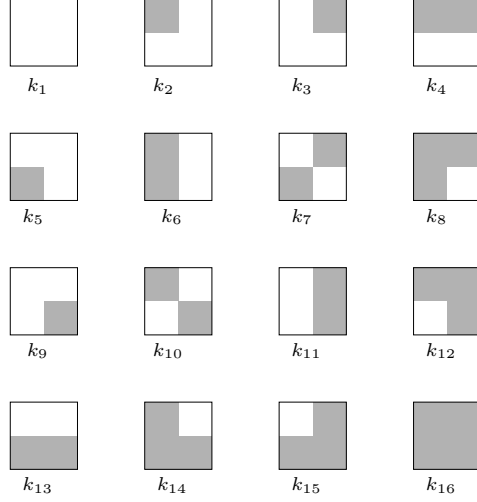 k₁ k₂ k₃ k₄
k₅ k₆ k₇ k₈
k₉ k₁₀ k₁₁ k₁₂
k₁₃ k₁₄ k₁₅ k₁₆